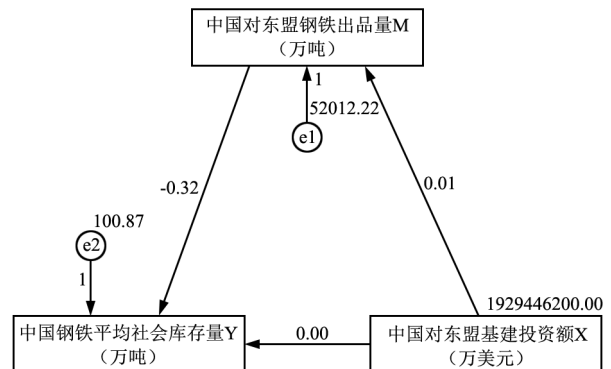 中国对东盟钢铁出品量M
（万吨）
1
52012.22
e1
-0.32
0.01
100.87
e2
1
1929446200.00
中国钢铁平均社会库存量Y
（万吨）
0.00
中国对东盟基建投资额X
（万美元）